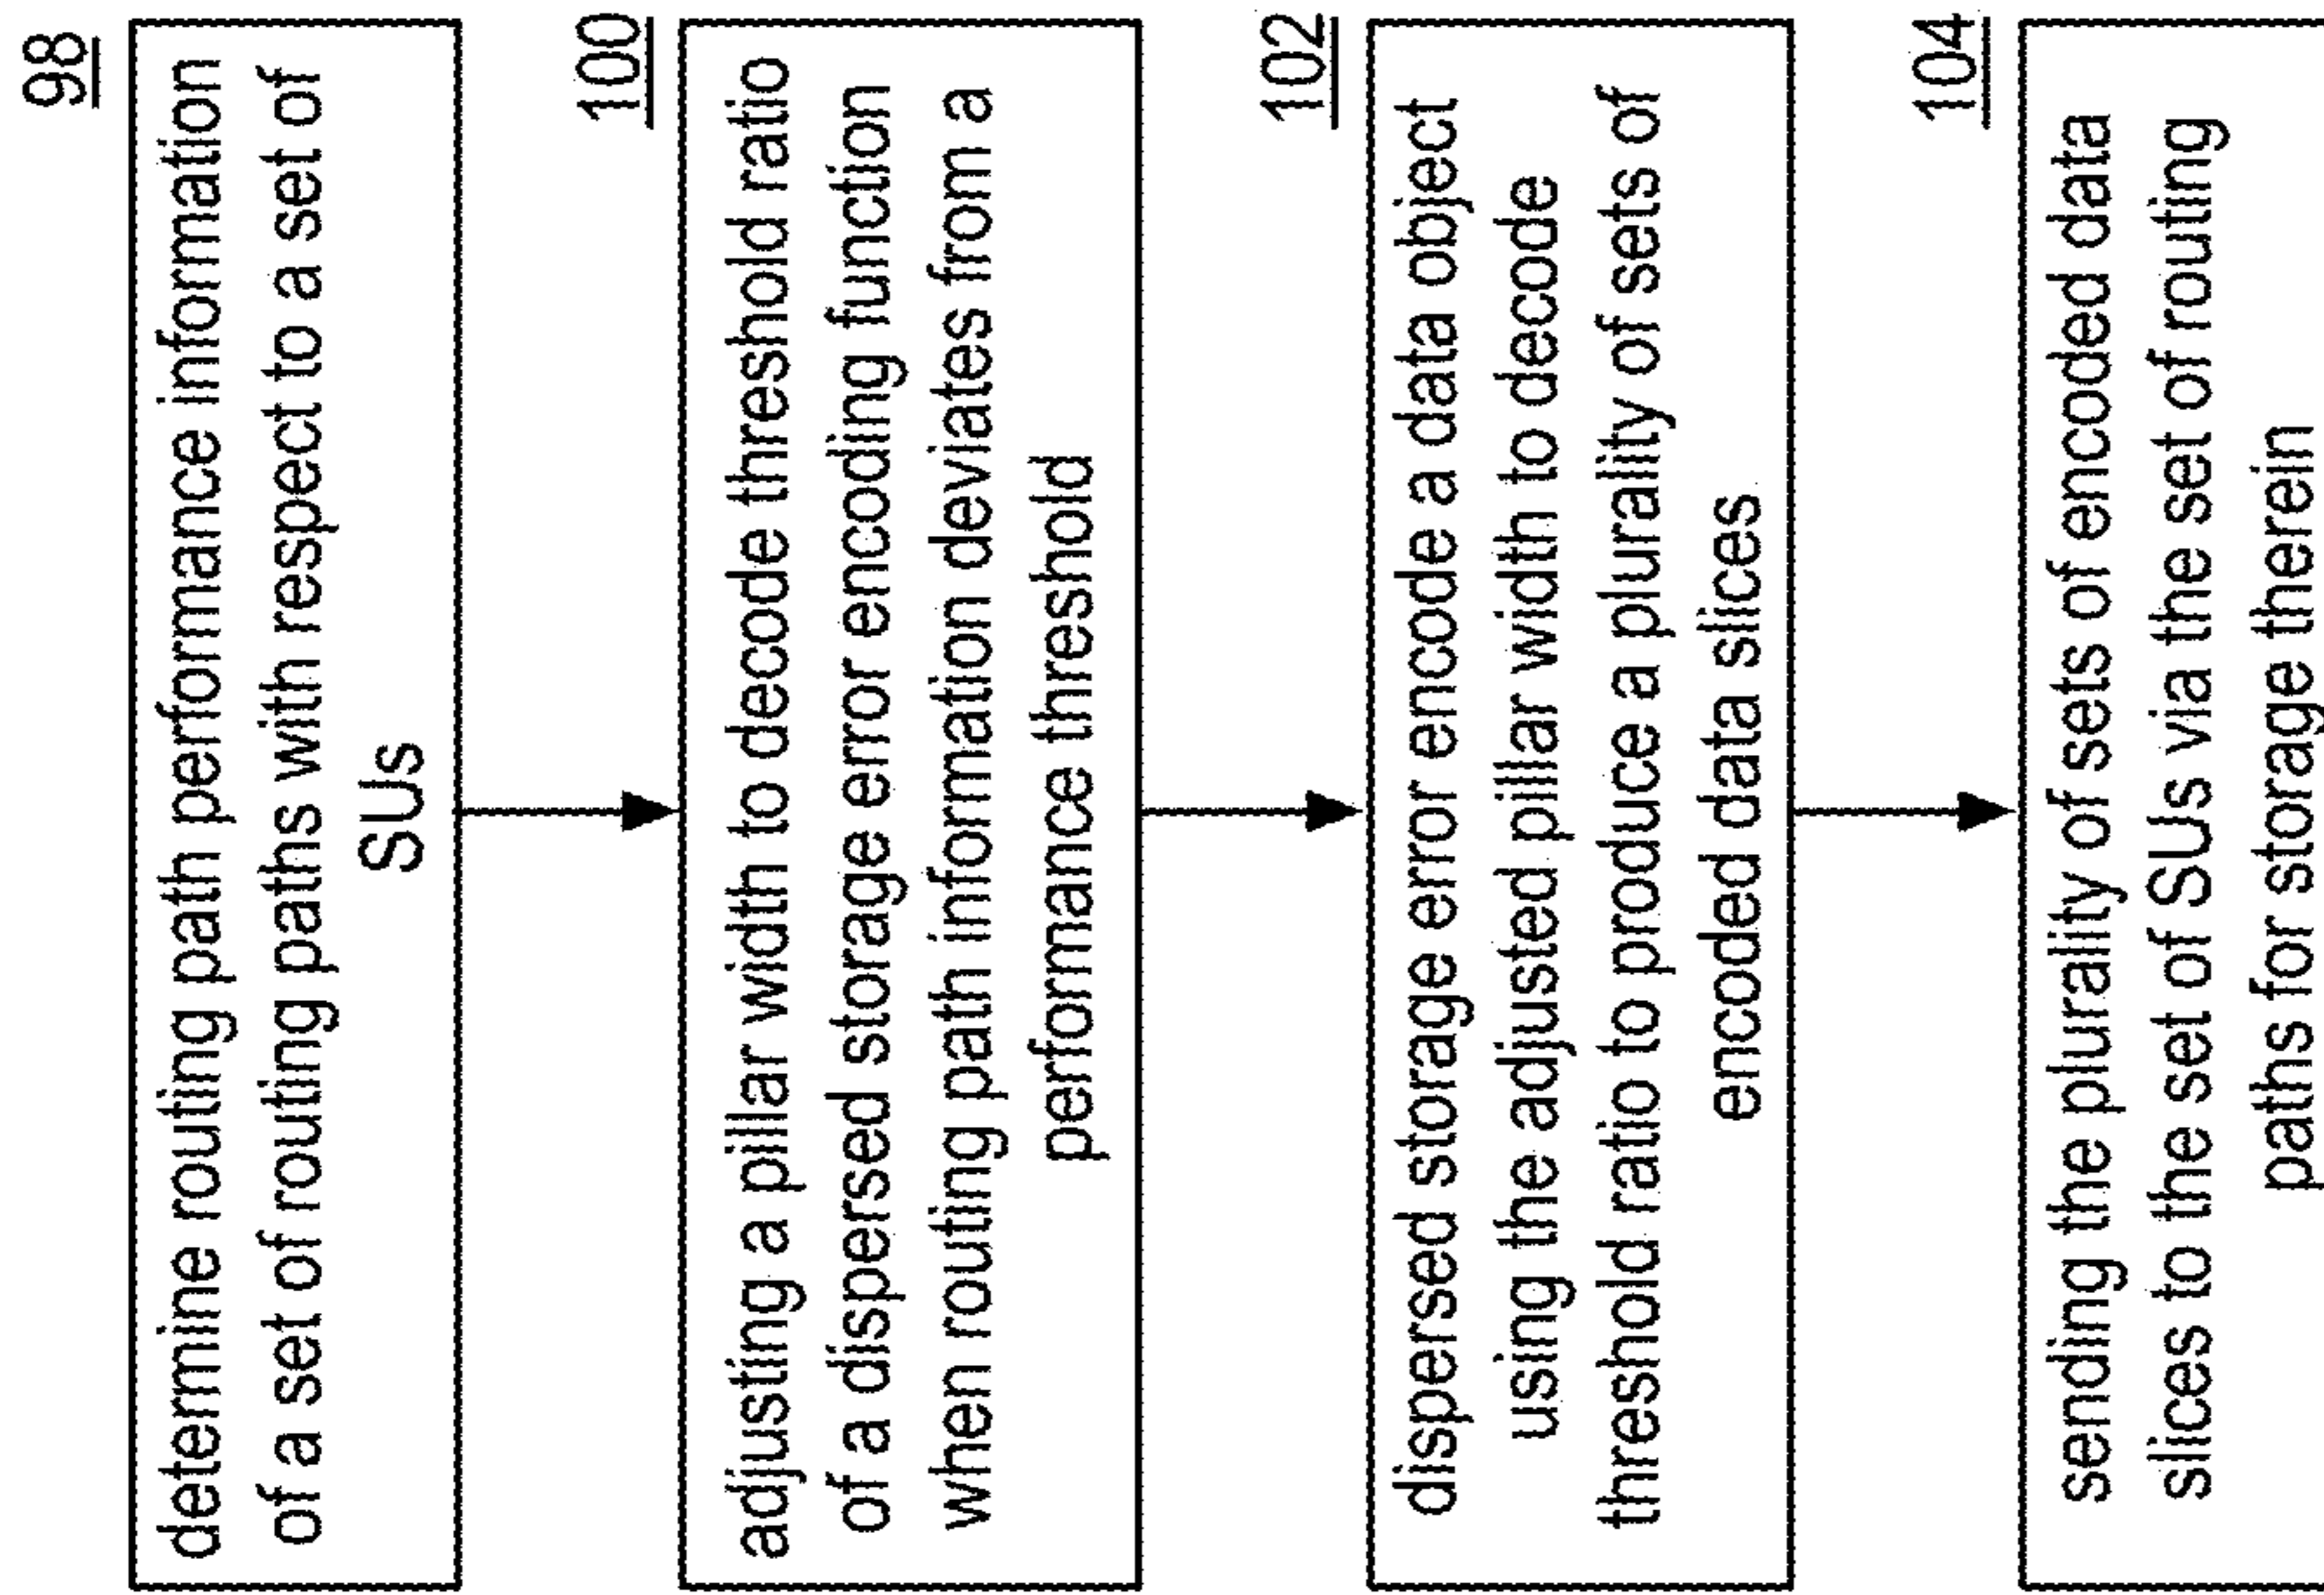 98
determine routing path performance information
of a set of routing paths with respect to a set of
SUs
100
adjusting a pillar width to decode threshold ratio
of a dispersed storage error encoding function
when routing path information deviates from a
performance threshold
102
dispersed storage error encode a data object
using the adjusted pillar width to decode
threshold ratio to produce a plurality of sets of
encoded data slices
104
sending the plurality of sets of encoded data
slices to the set of SUs via the set of routing
paths for storage therein